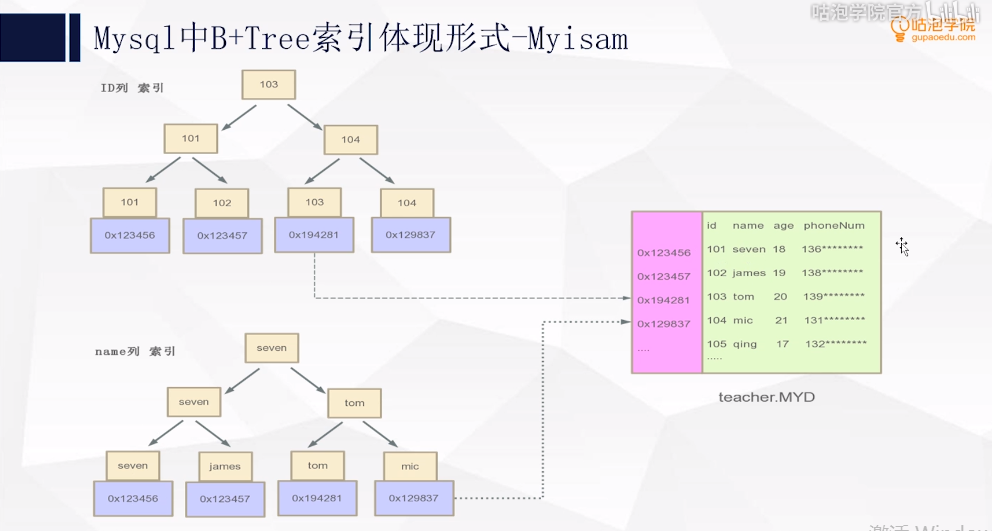 咕泡学院官方
bilibili
Mysql中B+Tree索引体现形式-Myisam
咕泡学院
gupaoedu.com
ID列 索引
103
101
104
101
102
103
104
0x123456
0x123457
0x194281
0x129837
id name age phoneNum
0x123456 101 seven 18 136********
0x123457 102 james 19 138********
0x194281 103 tom 20 139********
0x129837 104 mic 21 131********
.... 105 qing 17 132********
.....
teacher.MYD
name列 索引
seven
seven
tom
seven
james
tom
mic
0x123456
0x123457
0x194281
0x129837
激活 Window